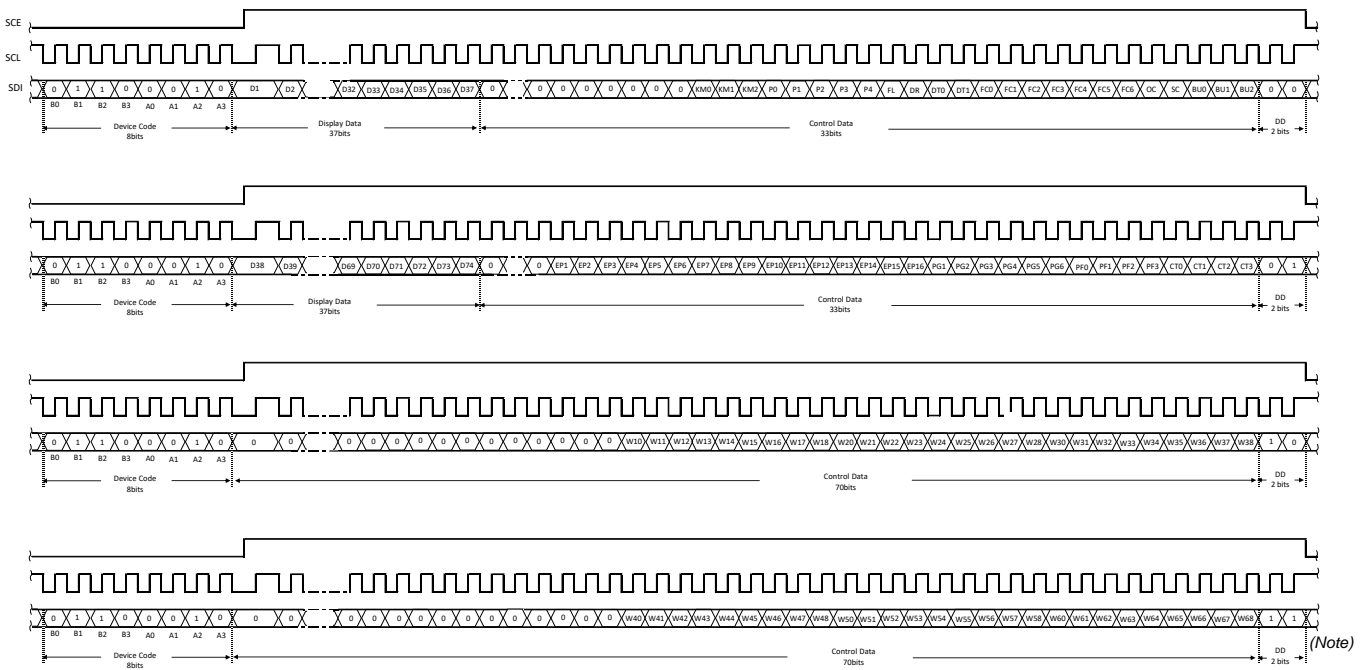 SCE
SCL
SDI 0 1 1 0 0 0 1 0 D1 D2 D32 D33 D34 D35 D36 D37 0 0 0 0 0 0 0 0 KM0 KM1 KM2 P0 P1 P2 P3 P4 FL DR DT0 DT1 FC0 FC1 FC2 FC3 FC4 FC5 FC6 OC SC BU0 BU1 BU2 0 0
B0 B1 B2 B3 A0 A1 A2 A3
Device Code Display Data Control Data DD
8bits 37bits 33bits 2 bits
0 1 1 0 0 0 1 0 D38 D39 D69 D70 D71 D72 D73 D74 0 0 EP1 EP2 EP3 EP4 EP5 EP6 EP7 EP8 EP9 EP10 EP11 EP12 EP13 EP14 EP15 EP16 PG1 PG2 PG3 PG4 PG5 PG6 PF0 PF1 PF2 PF3 CT0 CT1 CT2 CT3 0 1
B0 B1 B2 B3 A0 A1 A2 A3
Device Code Display Data Control Data DD
8bits 37bits 33bits 2 bits
0 1 1 0 0 0 1 0 0 0 0 0 0 0 0 0 0 0 0 0 0 0 W10 W11 W12 W13 W14 W15 W16 W17 W18 W20 W21 W22 W23 W24 W25 W26 W27 W28 W30 W31 W32 W33 W34 W35 W36 W37 W38 1 0
B0 B1 B2 B3 A0 A1 A2 A3
Device Code Control Data DD
8bits 70bits 2 bits
0 1 1 0 0 0 1 0 0 0 0 0 0 0 0 0 0 0 0 0 0 0 W40 W41 W42 W43 W44 W45 W46 W47 W48 W50 W51 W52 W53 W54 W55 W56 W57 W58 W60 W61 W62 W63 W64 W65 W66 W67 W68 1 1 (Note)
B0 B1 B2 B3 A0 A1 A2 A3
Device Code Control Data DD
8bits 70bits 2 bits